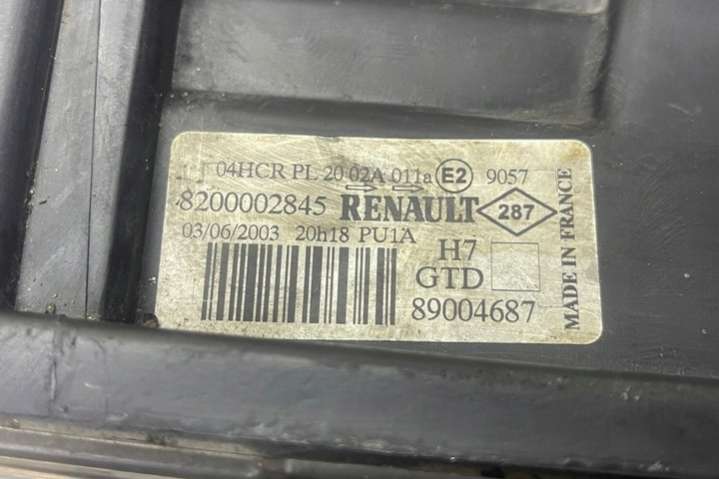 04HCR PL 20 02A 011a E2 9057
8200002845 RENAULT 287
03/06/2003 20h18 PU1A
H7
GTD
89004687
MADE IN FRANCE